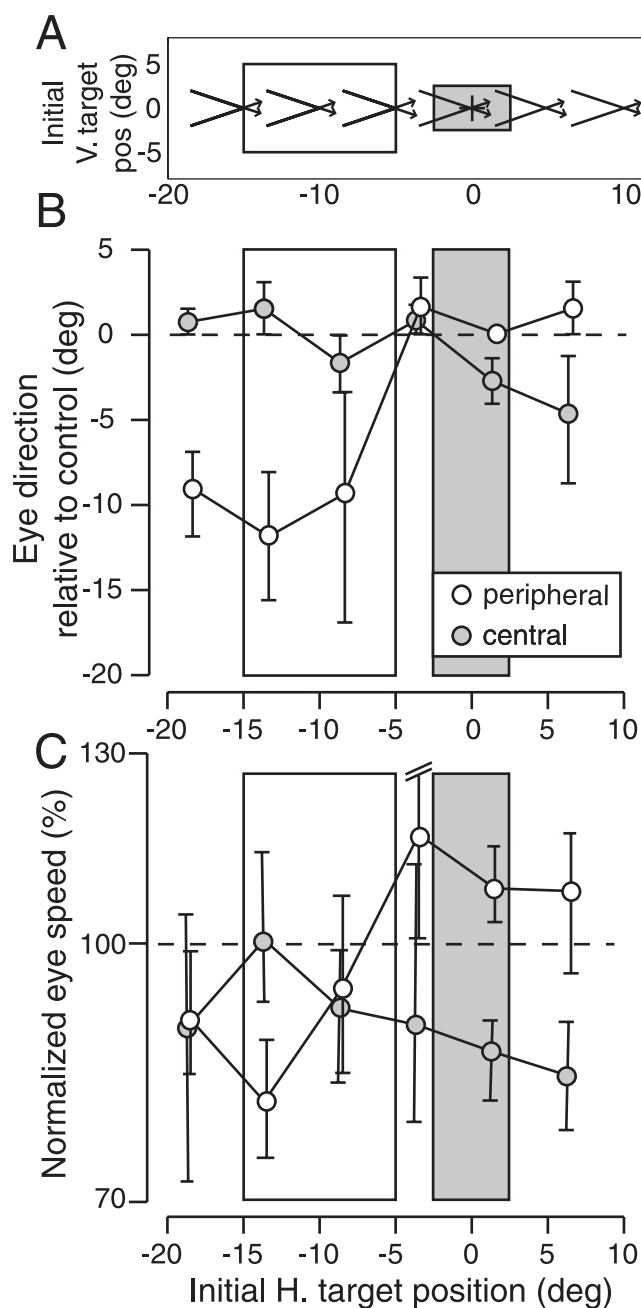 A
Initial
V. target
pos (deg)
5
0
-5
-20
-10
0
10
B
Eye direction
relative to control (deg)
5
0
-5
-10
-15
-20
peripheral
central
-20
-15
-10
-5
0
5
10
C
Normalized eye speed (%)
130
100
70
-20
-15
-10
-5
0
5
10
Initial H. target position (deg)